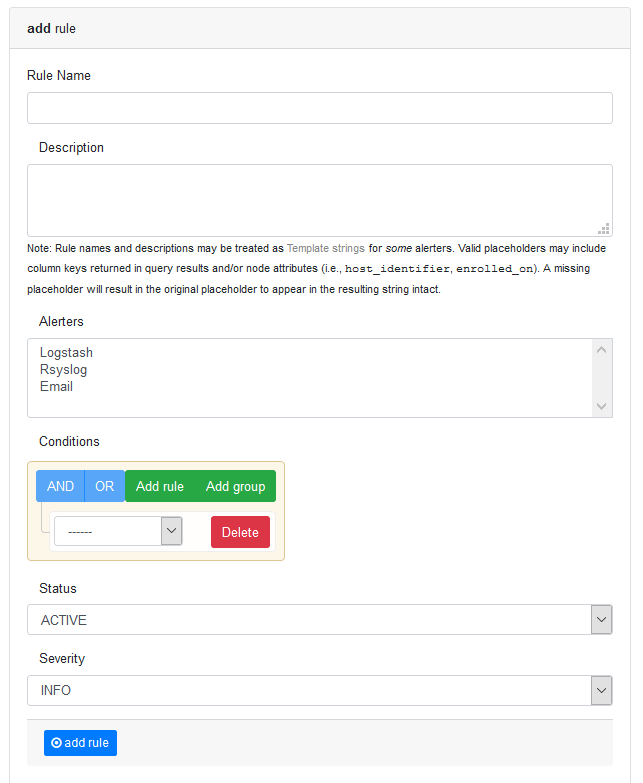 add rule
Rule Name
Description
Note: Rule names and descriptions may be treated as Template strings for some alerters. Valid placeholders may include
column keys returned in query results and/or node attributes (i.e., host_identifier, enrolled_on). A missing
placeholder will result in the original placeholder to appear in the resulting string intact.
Alerters
Logstash
Rsyslog
Email
Conditions
AND OR Add rule Add group
------ Delete
Status
ACTIVE
Severity
INFO
add rule